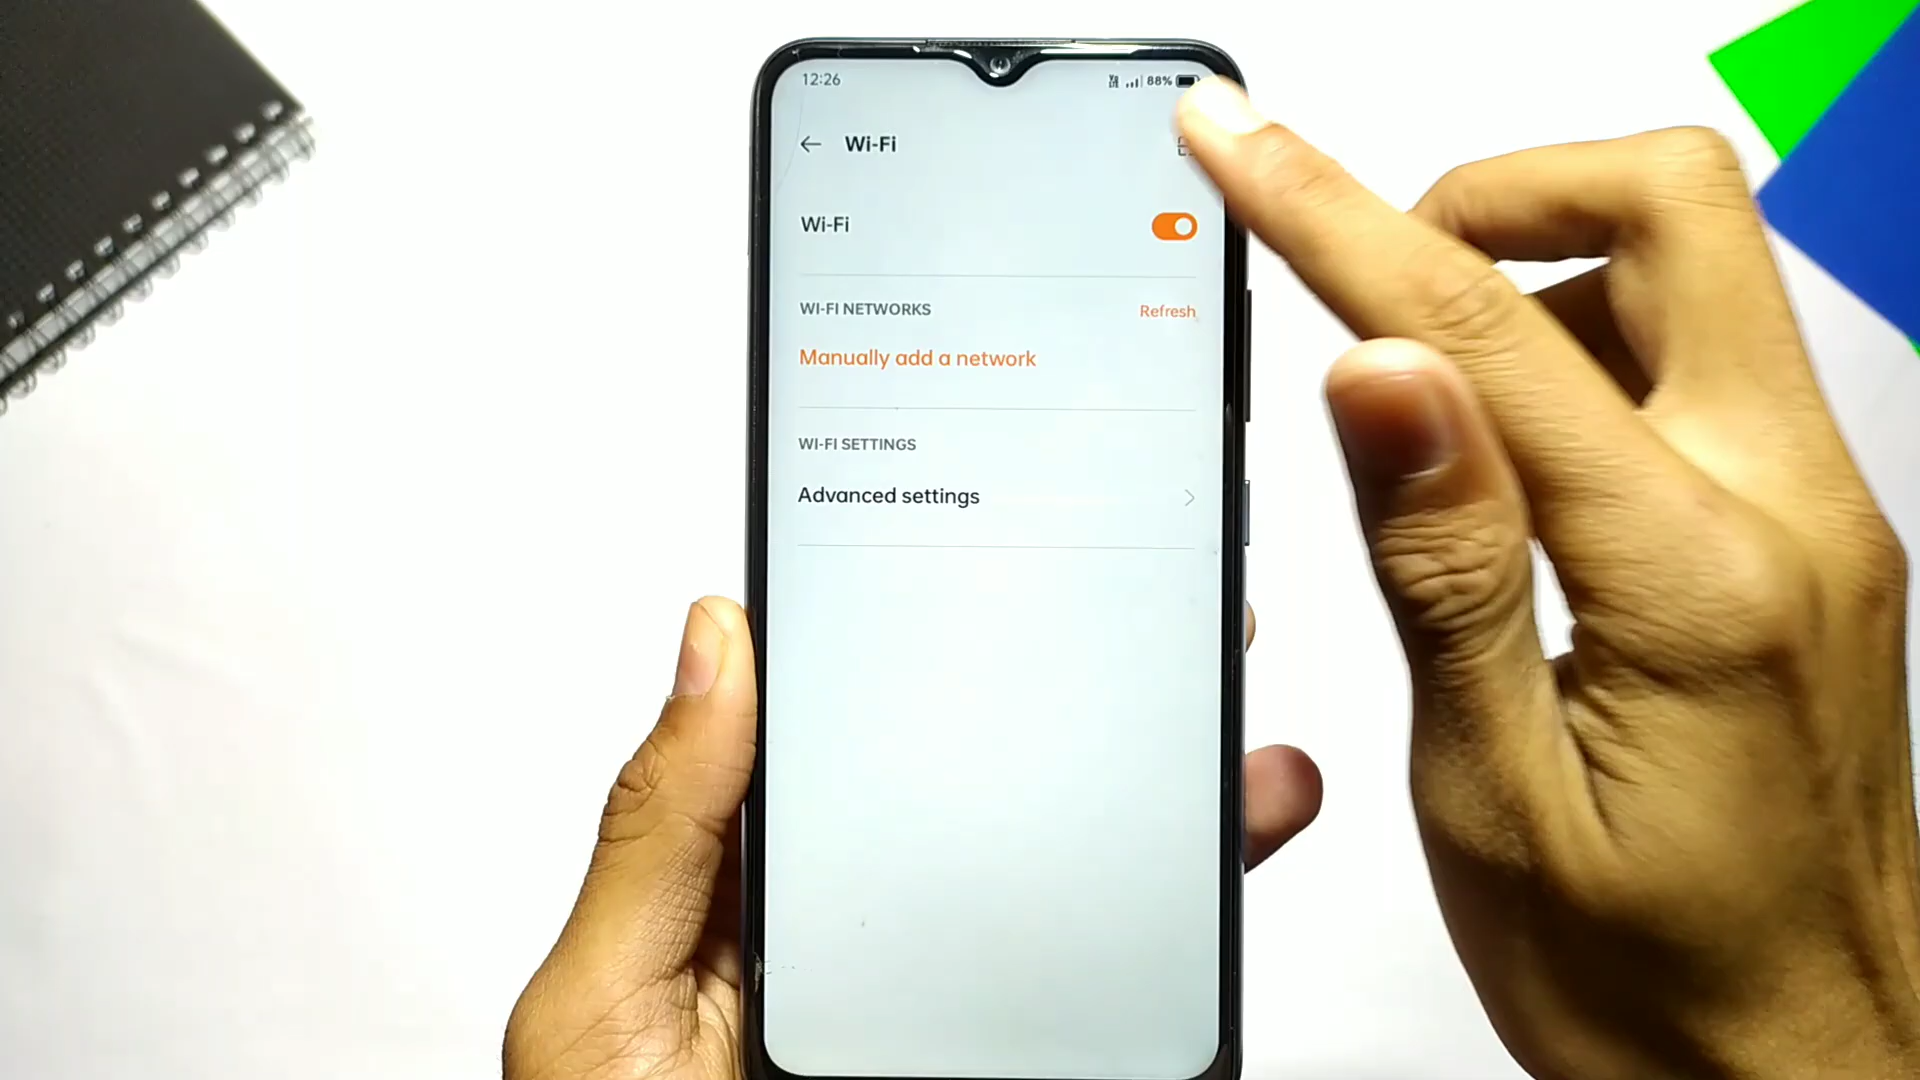 12:26 88%
Wi-Fi
Wi-Fi
WI-FI NETWORKS Refresh
Manually add a network
WI-FI SETTINGS
Advanced settings